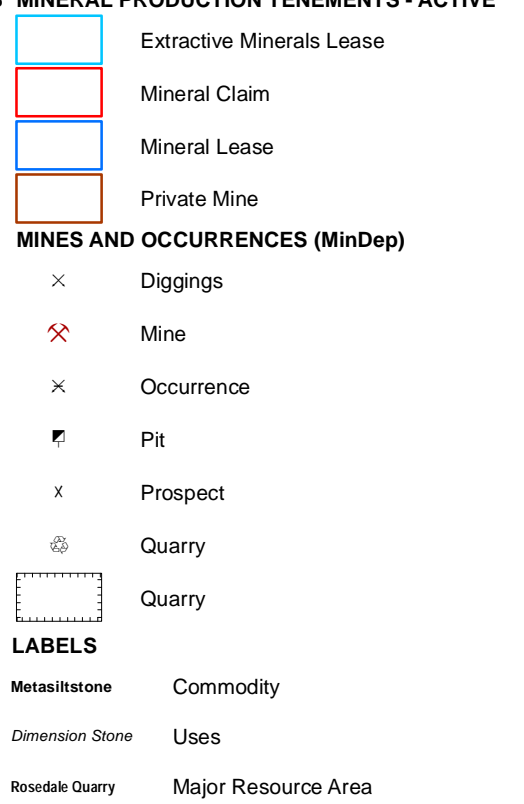 MINERAL PRODUCTION TENEMENTS - ACTIVE
Extractive Minerals Lease
Mineral Claim
Mineral Lease
Private Mine
MINES AND OCCURRENCES (MinDep)
Diggings
Mine
Occurrence
Pit
Prospect
Quarry
Quarry
LABELS
Metasiltstone Commodity
Dimension Stone Uses
Rosedale Quarry Major Resource Area